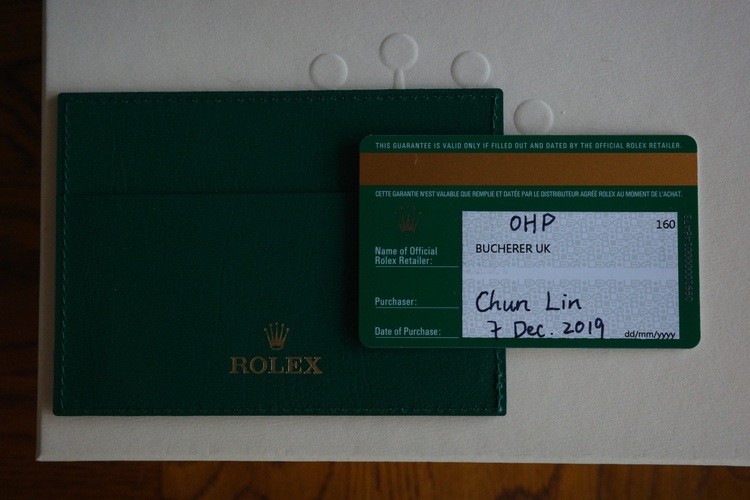 THIS GUARANTEE IS VALID ONLY IF FILLED OUT AND DATED BY THE OFFICIAL ROLEX RETAILER.
CETTE GARANTIE N'EST VALABLE QUE REMPLIE ET DATÉE PAR LE DISTRIBUTEUR AGRÉÉ ROLEX AU MOMENT DE L'ACHAT.
OHP
160
Name of Official
Rolex Retailer:
BUCHERER UK
Purchaser:
Chun Lin
Date of Purchase:
7 Dec. 2019
dd/mm/yyyy
ROLEX